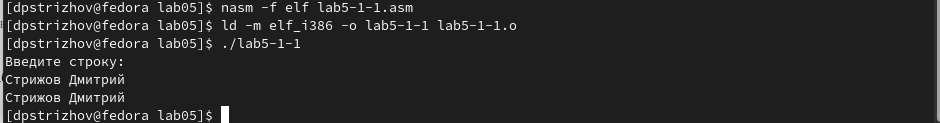 [dpstrizhov@fedora lab05]$ nasm -f elf lab5-1-1.asm
[dpstrizhov@fedora lab05]$ ld -m elf_i386 -o lab5-1-1 lab5-1-1.o
[dpstrizhov@fedora lab05]$ ./lab5-1-1
Введите строку:
Стрижов Дмитрий
Стрижов Дмитрий
[dpstrizhov@fedora lab05]$